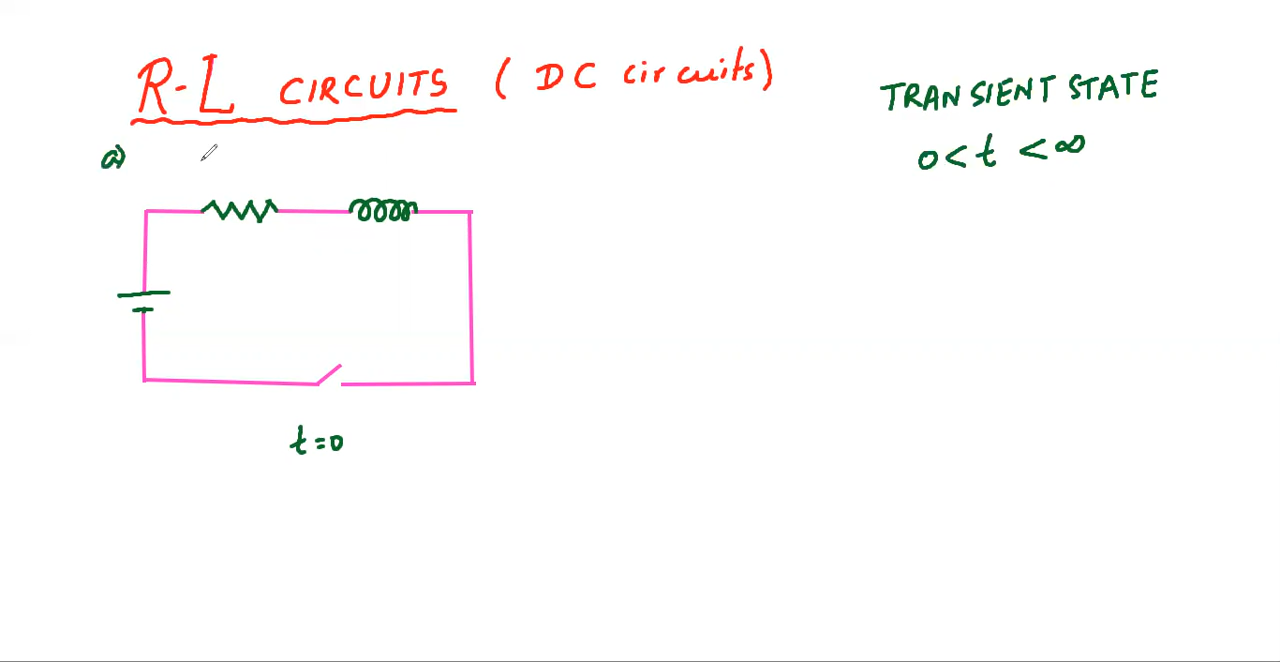 R-L CIRCUITS (DC circuits)
TRANSIENT STATE
0<t<∞
a)
t=0